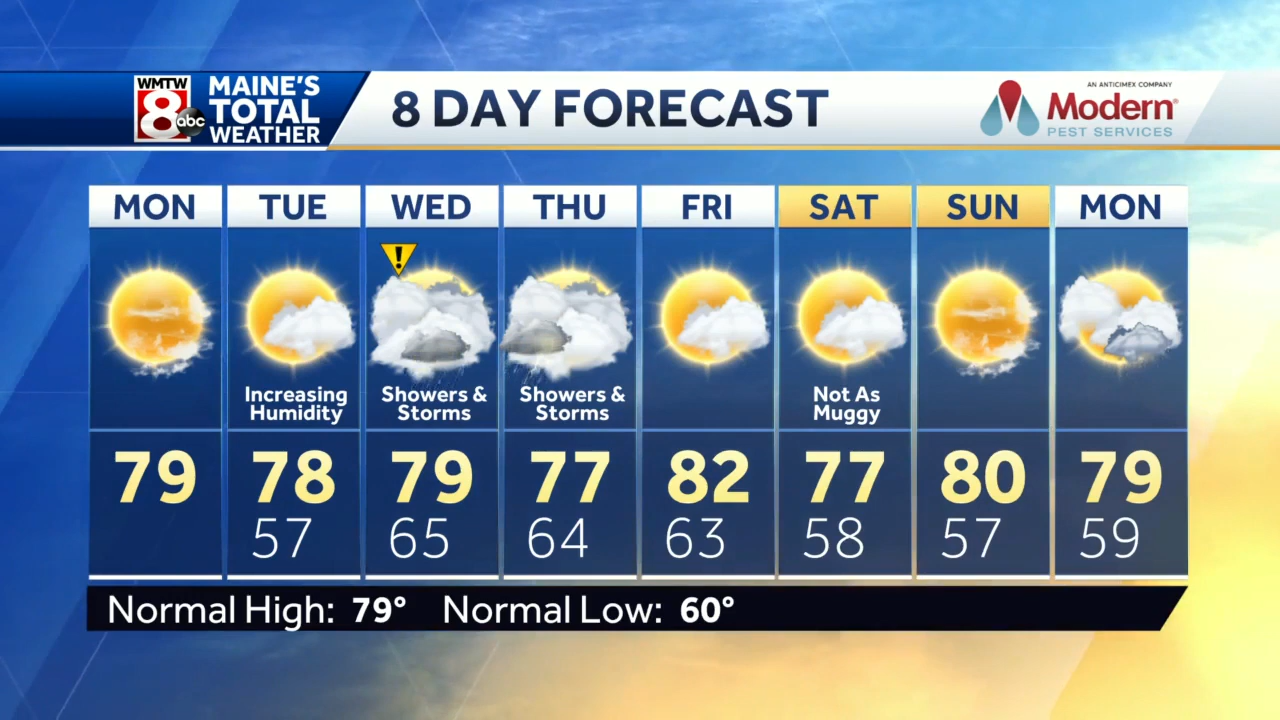 WMTW
8
abc
MAINE'S
TOTAL
WEATHER
8 DAY FORECAST
AN ANTICIMEX COMPANY
Modern®
PEST SERVICES
MON TUE WED THU FRI SAT SUN MON
!
Increasing Humidity
Showers & Storms
Showers & Storms
Not As Muggy
79 78 79 77 82 77 80 79
57 65 64 63 58 57 59
Normal High: 79° Normal Low: 60°